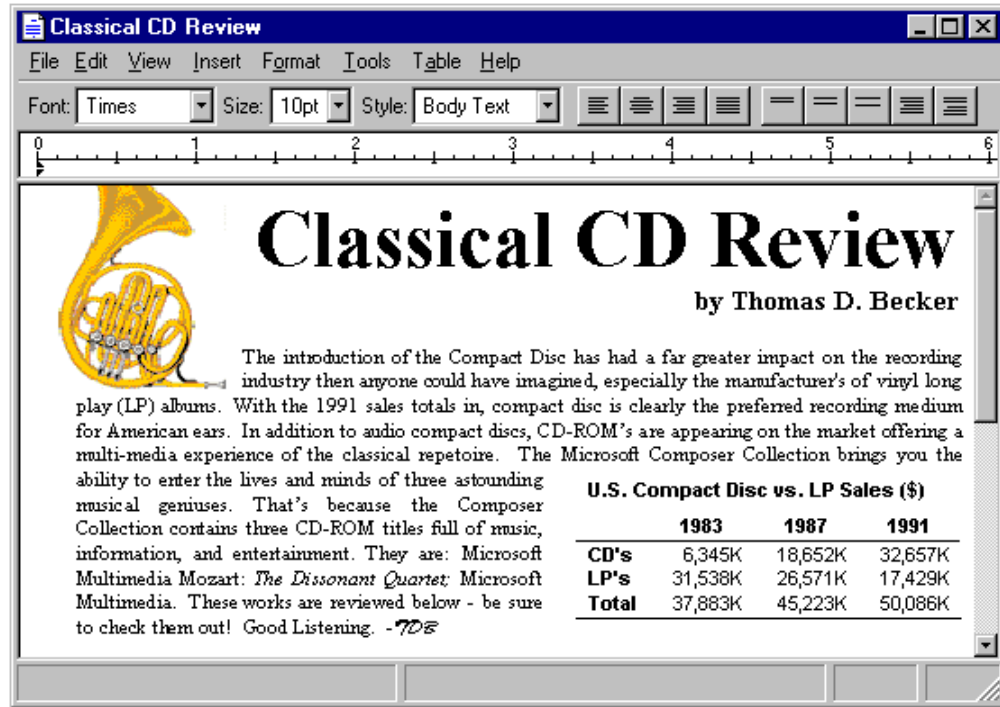 Classical CD Review
File Edit View Insert Format Tools Table Help
Font: Times Size: 10pt Style: Body Text
0 1 2 3 4 5 6
Classical CD Review
by Thomas D. Becker
The introduction of the Compact Disc has had a far greater impact on the recording
industry then anyone could have imagined, especially the manufacturer's of vinyl long
play (LP) albums. With the 1991 sales totals in, compact disc is clearly the preferred recording medium
for American ears. In addition to audio compact discs, CD-ROM's are appearing on the market offering a
multi-media experience of the classical repetoire. The Microsoft Composer Collection brings you the
ability to enter the lives and minds of three astounding
musical geniuses. That's because the Composer
Collection contains three CD-ROM titles full of music,
information, and entertainment. They are: Microsoft
Multimedia Mozart: The Dissonant Quartet; Microsoft
Multimedia. These works are reviewed below - be sure
to check them out! Good Listening. -TDB
U.S. Compact Disc vs. LP Sales ($)
1983 1987 1991
CD's 6,345K 18,652K 32,657K
LP's 31,538K 26,571K 17,429K
Total 37,883K 45,223K 50,086K